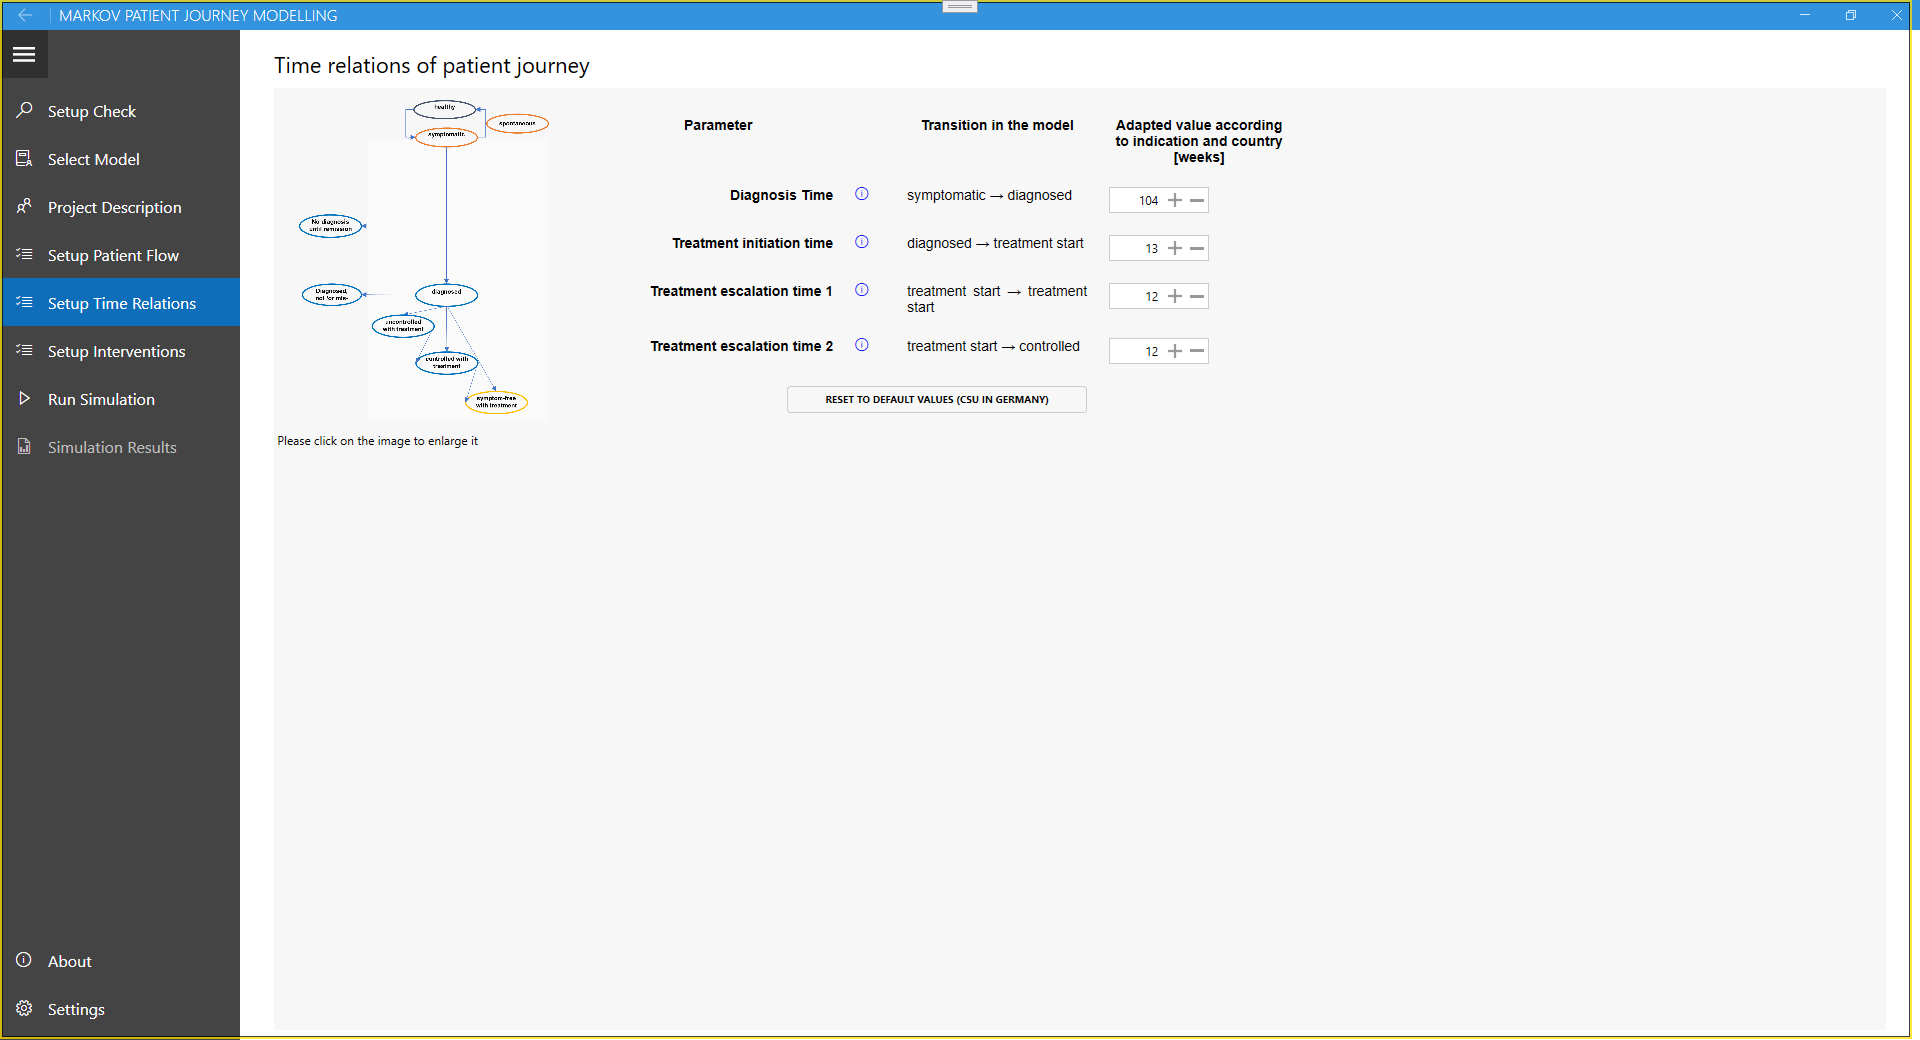 MARKOV PATIENT JOURNEY MODELLING
Setup Check
Select Model
Project Description
Setup Patient Flow
Setup Time Relations
Setup Interventions
Run Simulation
Simulation Results
About
Settings
Time relations of patient journey
healthy
spontaneous
symptomatic
No diagnosis
until remission
Diagnosed,
not /or mis-
diagnosed
uncontrolled
with treatment
controlled with
treatment
symptom-free
with treatment
Please click on the image to enlarge it
Parameter
Transition in the model
Adapted value according
to indication and country
[weeks]
Diagnosis Time
symptomatic → diagnosed
104
Treatment initiation time
diagnosed → treatment start
13
Treatment escalation time 1
treatment start → treatment
start
12
Treatment escalation time 2
treatment start → controlled
12
RESET TO DEFAULT VALUES (CSU IN GERMANY)